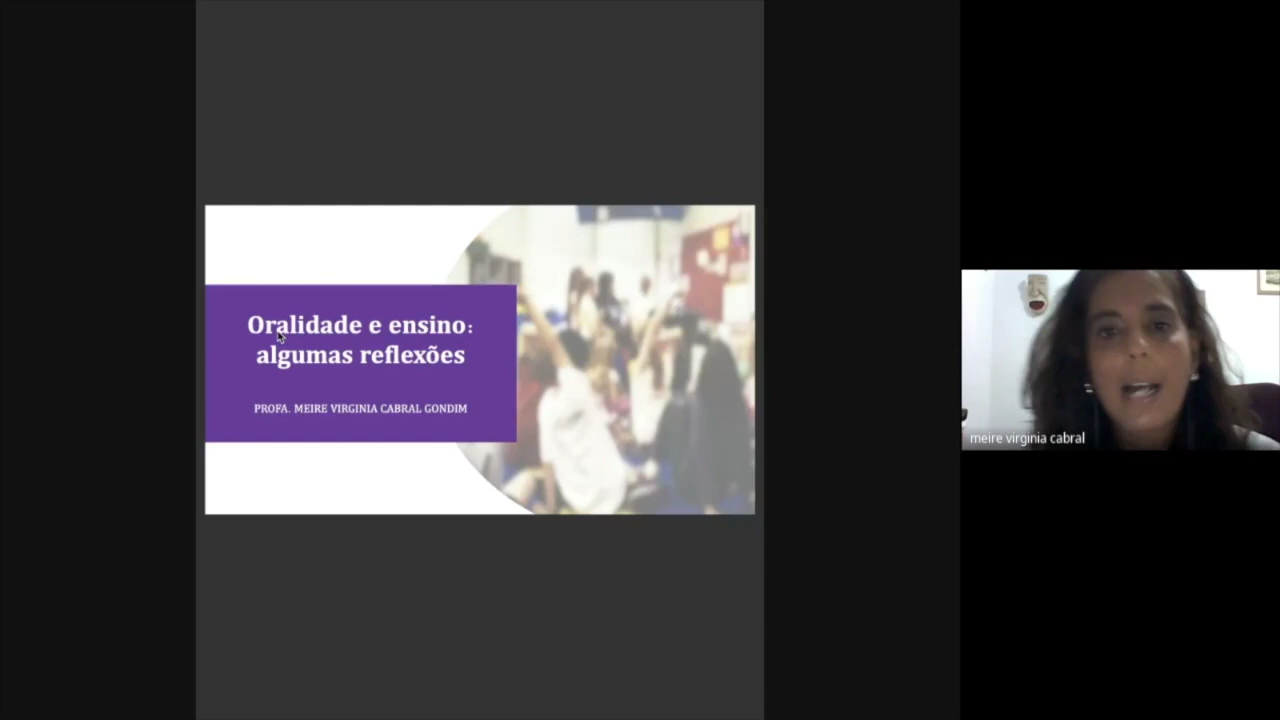 Oralidade e ensino:
algumas reflexões
PROFA. MEIRE VIRGINIA CABRAL GONDIM
meire virginia cabral